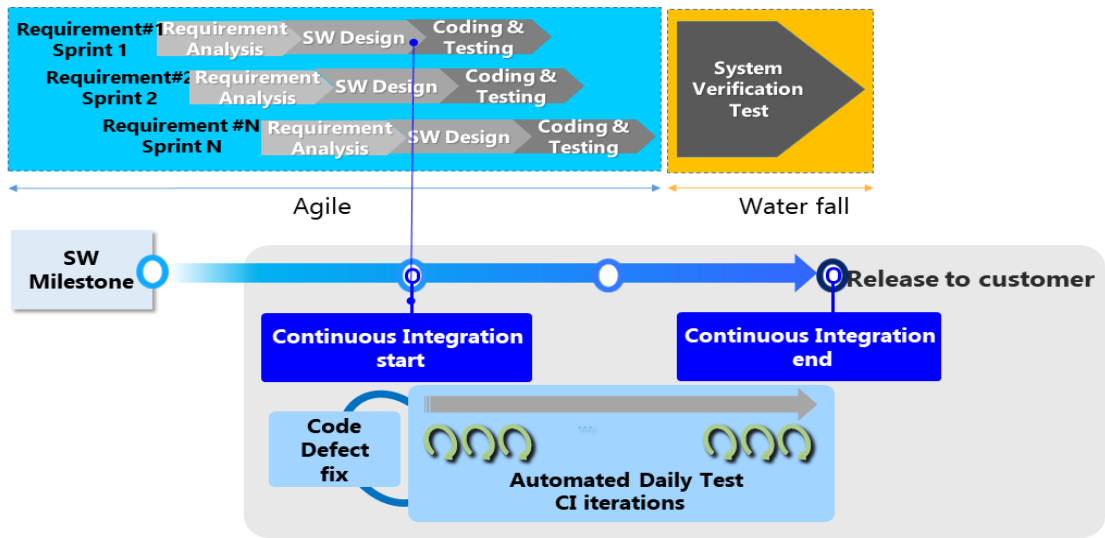 Requirement#1
Sprint 1
Requirement
Analysis
SW Design
Coding &
Testing
Requirement#2
Sprint 2
Requirement
Analysis
SW Design
Coding &
Testing
Requirement #N
Sprint N
Requirement
Analysis
SW Design
Coding &
Testing
System
Verification
Test
Agile
Water fall
SW
Milestone
Release to customer
Continuous Integration
start
Continuous Integration
end
Code
Defect
fix
...
Automated Daily Test
CI iterations